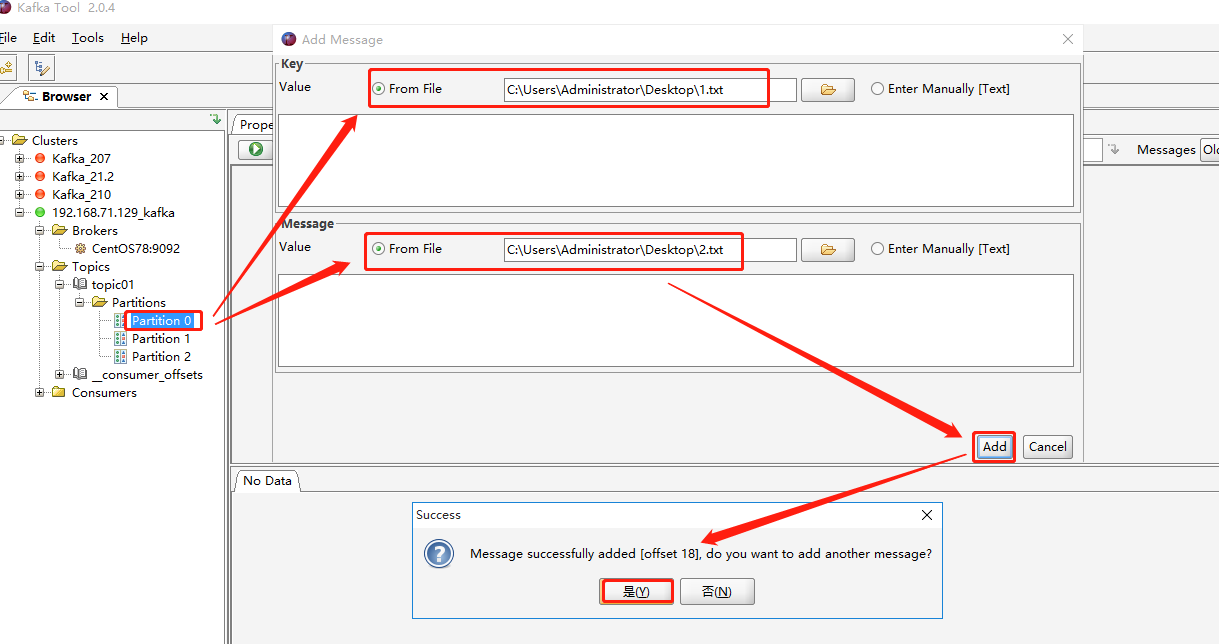 Kafka Tool 2.0.4
File Edit Tools Help
Browser
Clusters
Kafka_207
Kafka_21.2
Kafka_210
192.168.71.129_kafka
Brokers
CentOS78:9092
Topics
topic01
Partitions
Partition 0
Partition 1
Partition 2
__consumer_offsets
Consumers
Prope
Messages Old
Add Message
Key
Value From File C:\Users\Administrator\Desktop\1.txt Enter Manually [Text]
Message
Value From File C:\Users\Administrator\Desktop\2.txt Enter Manually [Text]
Add Cancel
No Data
Success
Message successfully added [offset 18], do you want to add another message?
是(Y) 否(N)